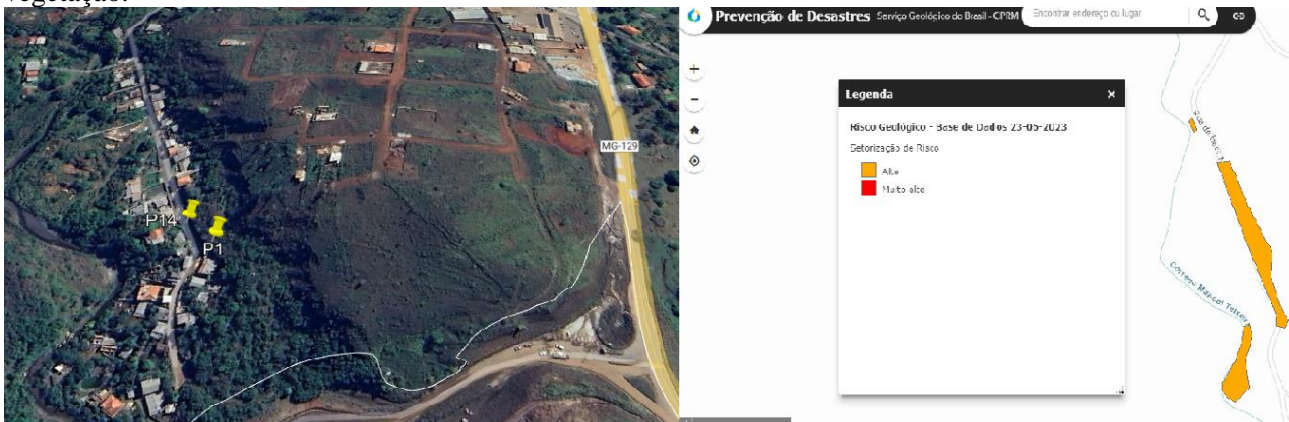 vegetação.
MG-129
P14
P1
Prevenção de Desastres Serviço Geológico do Brasil - CPRM
Encontrar endereço ou lugar
Legenda
Risco Geológico - Base de Dados 23-05-2023
Setorização de Risco
Alto
Muito alto
Córrego Manoel Teixeira